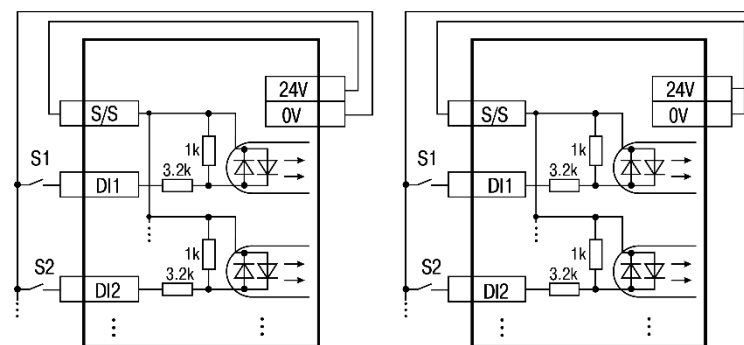 24V
0V
S/S
1k
S1
3.2k
DI1
1k
S2
3.2k
DI2
24V
0V
S/S
1k
S1
3.2k
DI1
1k
S2
3.2k
DI2